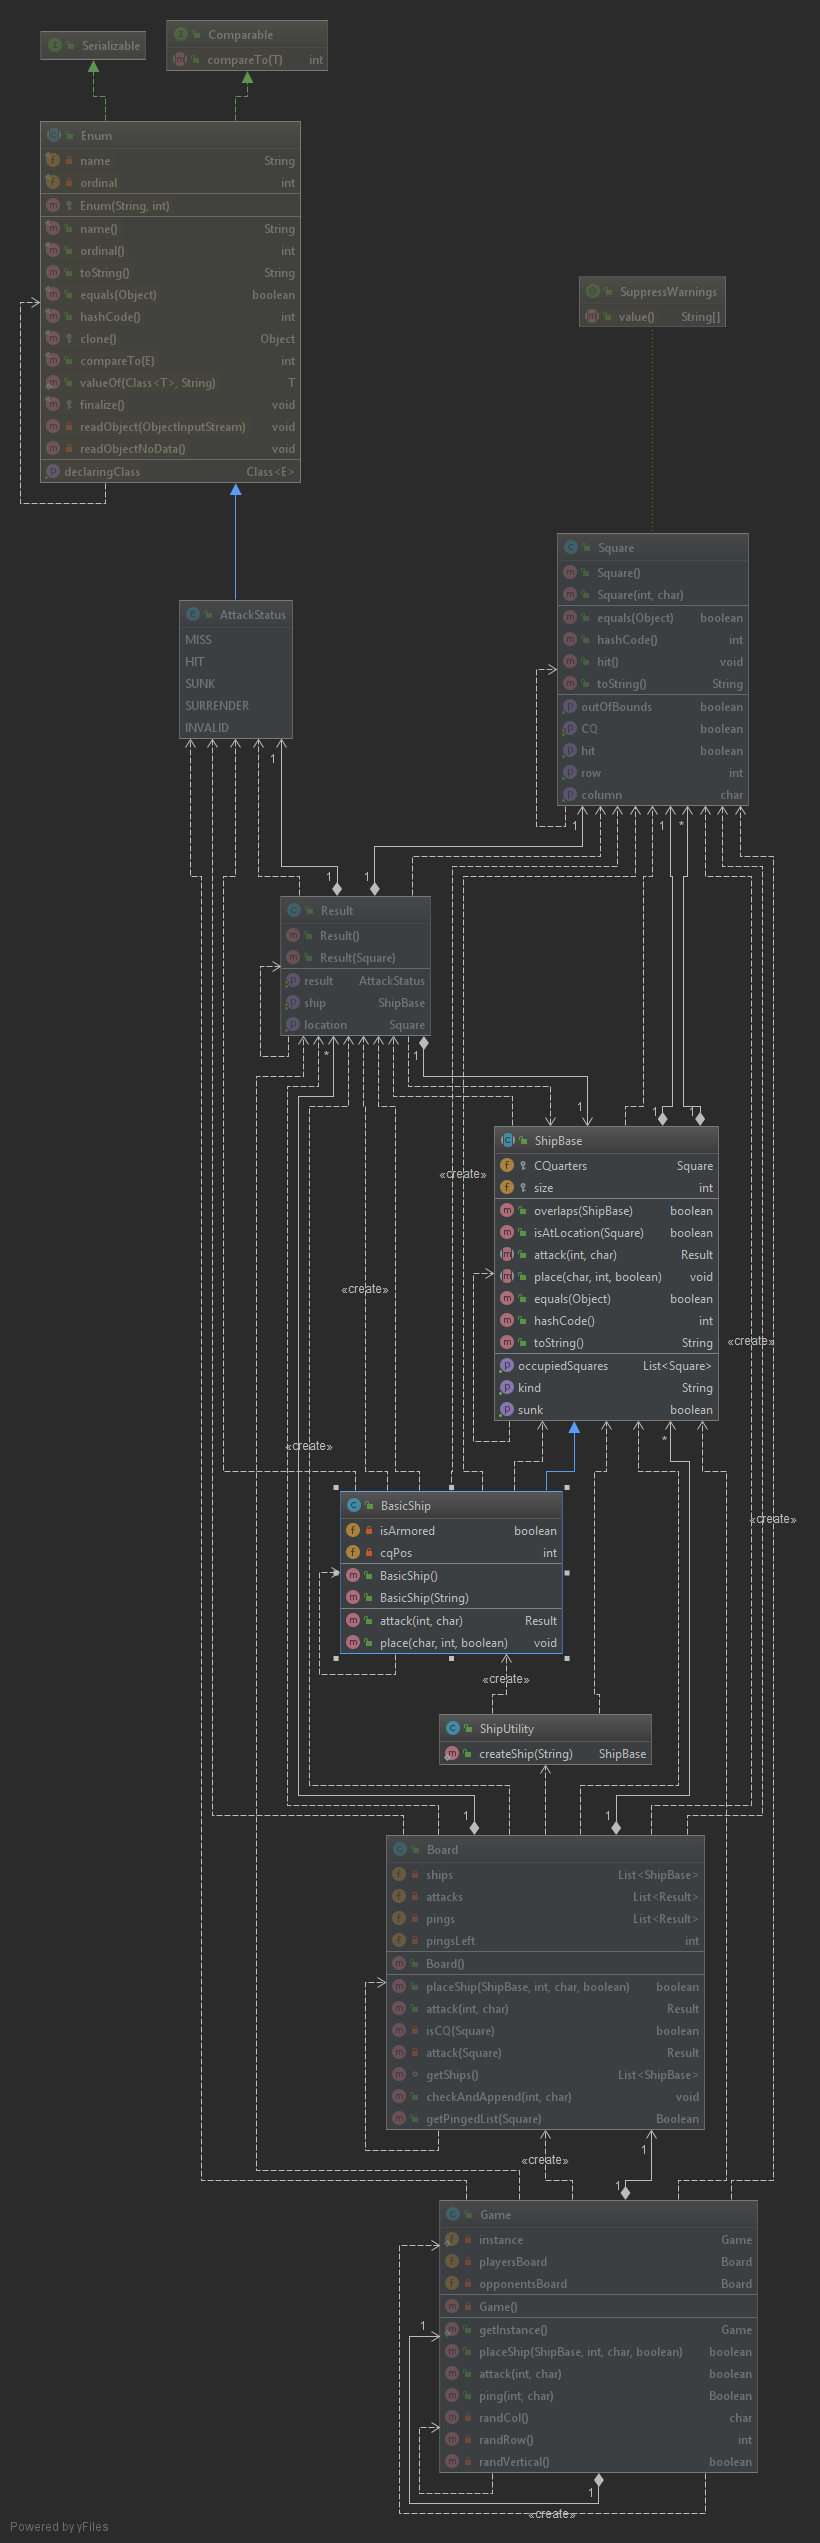 Serializable
Comparable
compareTo(T) int
Enum
name String
ordinal int
Enum(String, int)
name() String
ordinal() int
toString() String
equals(Object) boolean
hashCode() int
clone() Object
compareTo(E) int
valueOf(Class<T>, String) T
finalize() void
readObject(ObjectInputStream) void
readObjectNoData() void
declaringClass Class<E>
SuppressWarnings
value() String[]
Square
Square()
Square(int, char)
equals(Object) boolean
hashCode() int
hit() void
toString() String
outOfBounds boolean
CQ boolean
hit boolean
row int
column char
AttackStatus
MISS
HIT
SUNK
SURRENDER
INVALID
1
1
1
*
1
1
Result
Result()
Result(Square)
result AttackStatus
ship ShipBase
location Square
*
1
1
1
1
ShipBase
CQuarters Square
size int
overlaps(ShipBase) boolean
isAtLocation(Square) boolean
attack(int, char) Result
place(char, int, boolean) void
equals(Object) boolean
hashCode() int
toString() String
occupiedSquares List<Square>
kind String
sunk boolean
«create»
«create»
«create»
«create»
*
«create»
BasicShip
isArmored boolean
cqPos int
BasicShip()
BasicShip(String)
attack(int, char) Result
place(char, int, boolean) void
«create»
ShipUtility
createShip(String) ShipBase
1
1
Board
ships List<ShipBase>
attacks List<Result>
pings List<Result>
pingsLeft int
Board()
placeShip(ShipBase, int, char, boolean) boolean
attack(int, char) Result
isCQ(Square) boolean
attack(Square) Result
getShips() List<ShipBase>
checkAndAppend(int, char) void
getPingedList(Square) Boolean
1
«create»
1
Game
instance Game
playersBoard Board
opponentsBoard Board
Game()
1
getInstance() Game
placeShip(ShipBase, int, char, boolean) boolean
attack(int, char) boolean
ping(int, char) Boolean
randCol() char
randRow() int
randVertical() boolean
1
«create»
Powered by yFiles